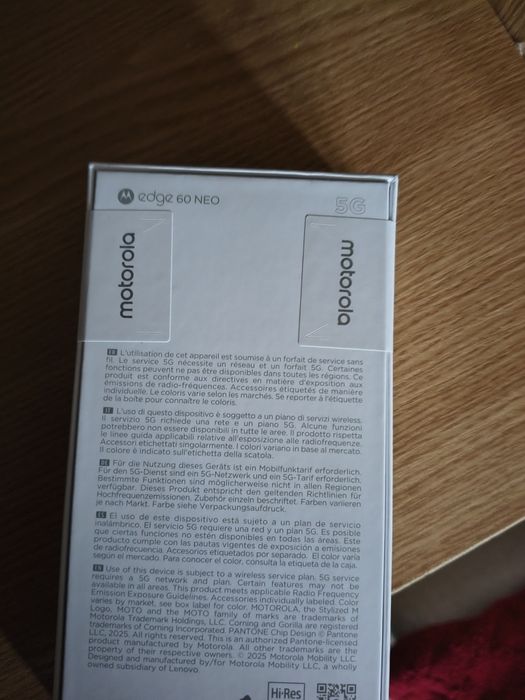 edge 60 NEO
5G
motorola
motorola
FR L'utilisation de cet appareil est soumise à un forfait de service sans
fil. Le service 5G nécessite un réseau et un forfait 5G. Certaines
fonctions peuvent ne pas être disponibles dans toutes les régions. Ce
produit est conforme aux directives en matière d'exposition aux
émissions de radio-fréquences. Accessoires étiquetés de manière
individuelle. Le coloris varie selon les marchés. Se reporter à l'étiquette
de la boîte pour connaître le coloris.
IT L'uso di questo dispositivo è soggetto a un piano di servizi wireless.
Il servizio 5G richiede una rete e un piano 5G. Alcune funzioni
potrebbero non essere disponibili in tutte le aree. Il prodotto rispetta
le linee guida applicabili relative all'esposizione alle radiofrequenze.
Accessori etichettati singolarmente. I colori variano in base al mercato.
Il colore è indicato sull'etichetta della scatola.
DE Für die Nutzung dieses Geräts ist ein Mobilfunktarif erforderlich.
Für den 5G-Dienst sind ein 5G-Netzwerk und ein 5G-Tarif erforderlich.
Bestimmte Funktionen sind möglicherweise nicht in allen Regionen
verfügbar. Dieses Produkt entspricht den geltenden Richtlinien für
Hochfrequenzemissionen. Zubehör einzeln beschriftet. Farben variieren
je nach Markt. Farbe siehe Verpackungsaufdruck.
ES El uso de este dispositivo está sujeto a un plan de servicio
inalámbrico. El servicio 5G requiere una red y un plan 5G. Es posible
que ciertas funciones no estén disponibles en todas las áreas. Este
producto cumple con las pautas vigentes de exposición a emisiones
de radiofrecuencia. Accesorios etiquetados por separado. El color varía
según el mercado. Para conocer el color, consulta la etiqueta de la caja.
EN Use of this device is subject to a wireless service plan. 5G service
requires a 5G network and plan. Certain features may not be
available in all areas. This product meets applicable Radio Frequency
Emission Exposure Guidelines. Accessories individually labeled. Color
varies by market, see box label for color. MOTOROLA, the Stylized M
Logo, MOTO and the MOTO family of marks are trademarks of
Motorola Trademark Holdings, LLC. Corning and Gorilla are registered
trademarks of Corning Incorporated. PANTONE Chip Design © Pantone
LLC, 2025. All rights reserved. This is an authorized Pantone-licensed
product manufactured by Motorola. All other trademarks are the
property of their respective owners. © 2025 Motorola Mobility LLC.
Designed and manufactured by/for Motorola Mobility LLC, a wholly
owned subsidiary of Lenovo.
Hi-Res